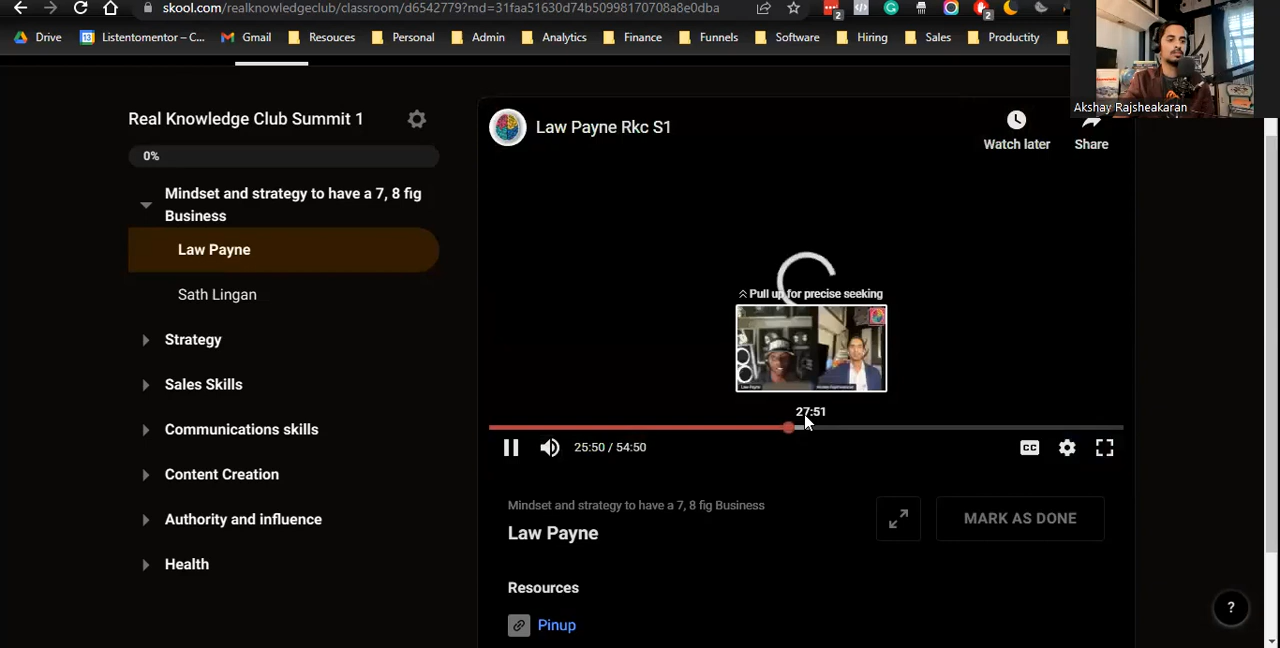 skool.com/realknowledgeclub/classroom/d6542779?md=31faa51630d74b50998170708a8e0dba
2
2
Drive
13
Listentomentor – C...
Gmail
Resouces
Personal
Admin
Analytics
Finance
Funnels
Software
Hiring
Sales
Productity
Akshay Rajsheakaran
Real Knowledge Club Summit 1
0%
Mindset and strategy to have a 7, 8 fig
Business
Law Payne
Sath Lingan
Strategy
Sales Skills
Communications skills
Content Creation
Authority and influence
Health
Law Payne Rkc S1
Watch later
Share
Pull up for precise seeking
27:51
25:50 / 54:50
CC
Mindset and strategy to have a 7, 8 fig Business
Law Payne
MARK AS DONE
Resources
Pinup
?